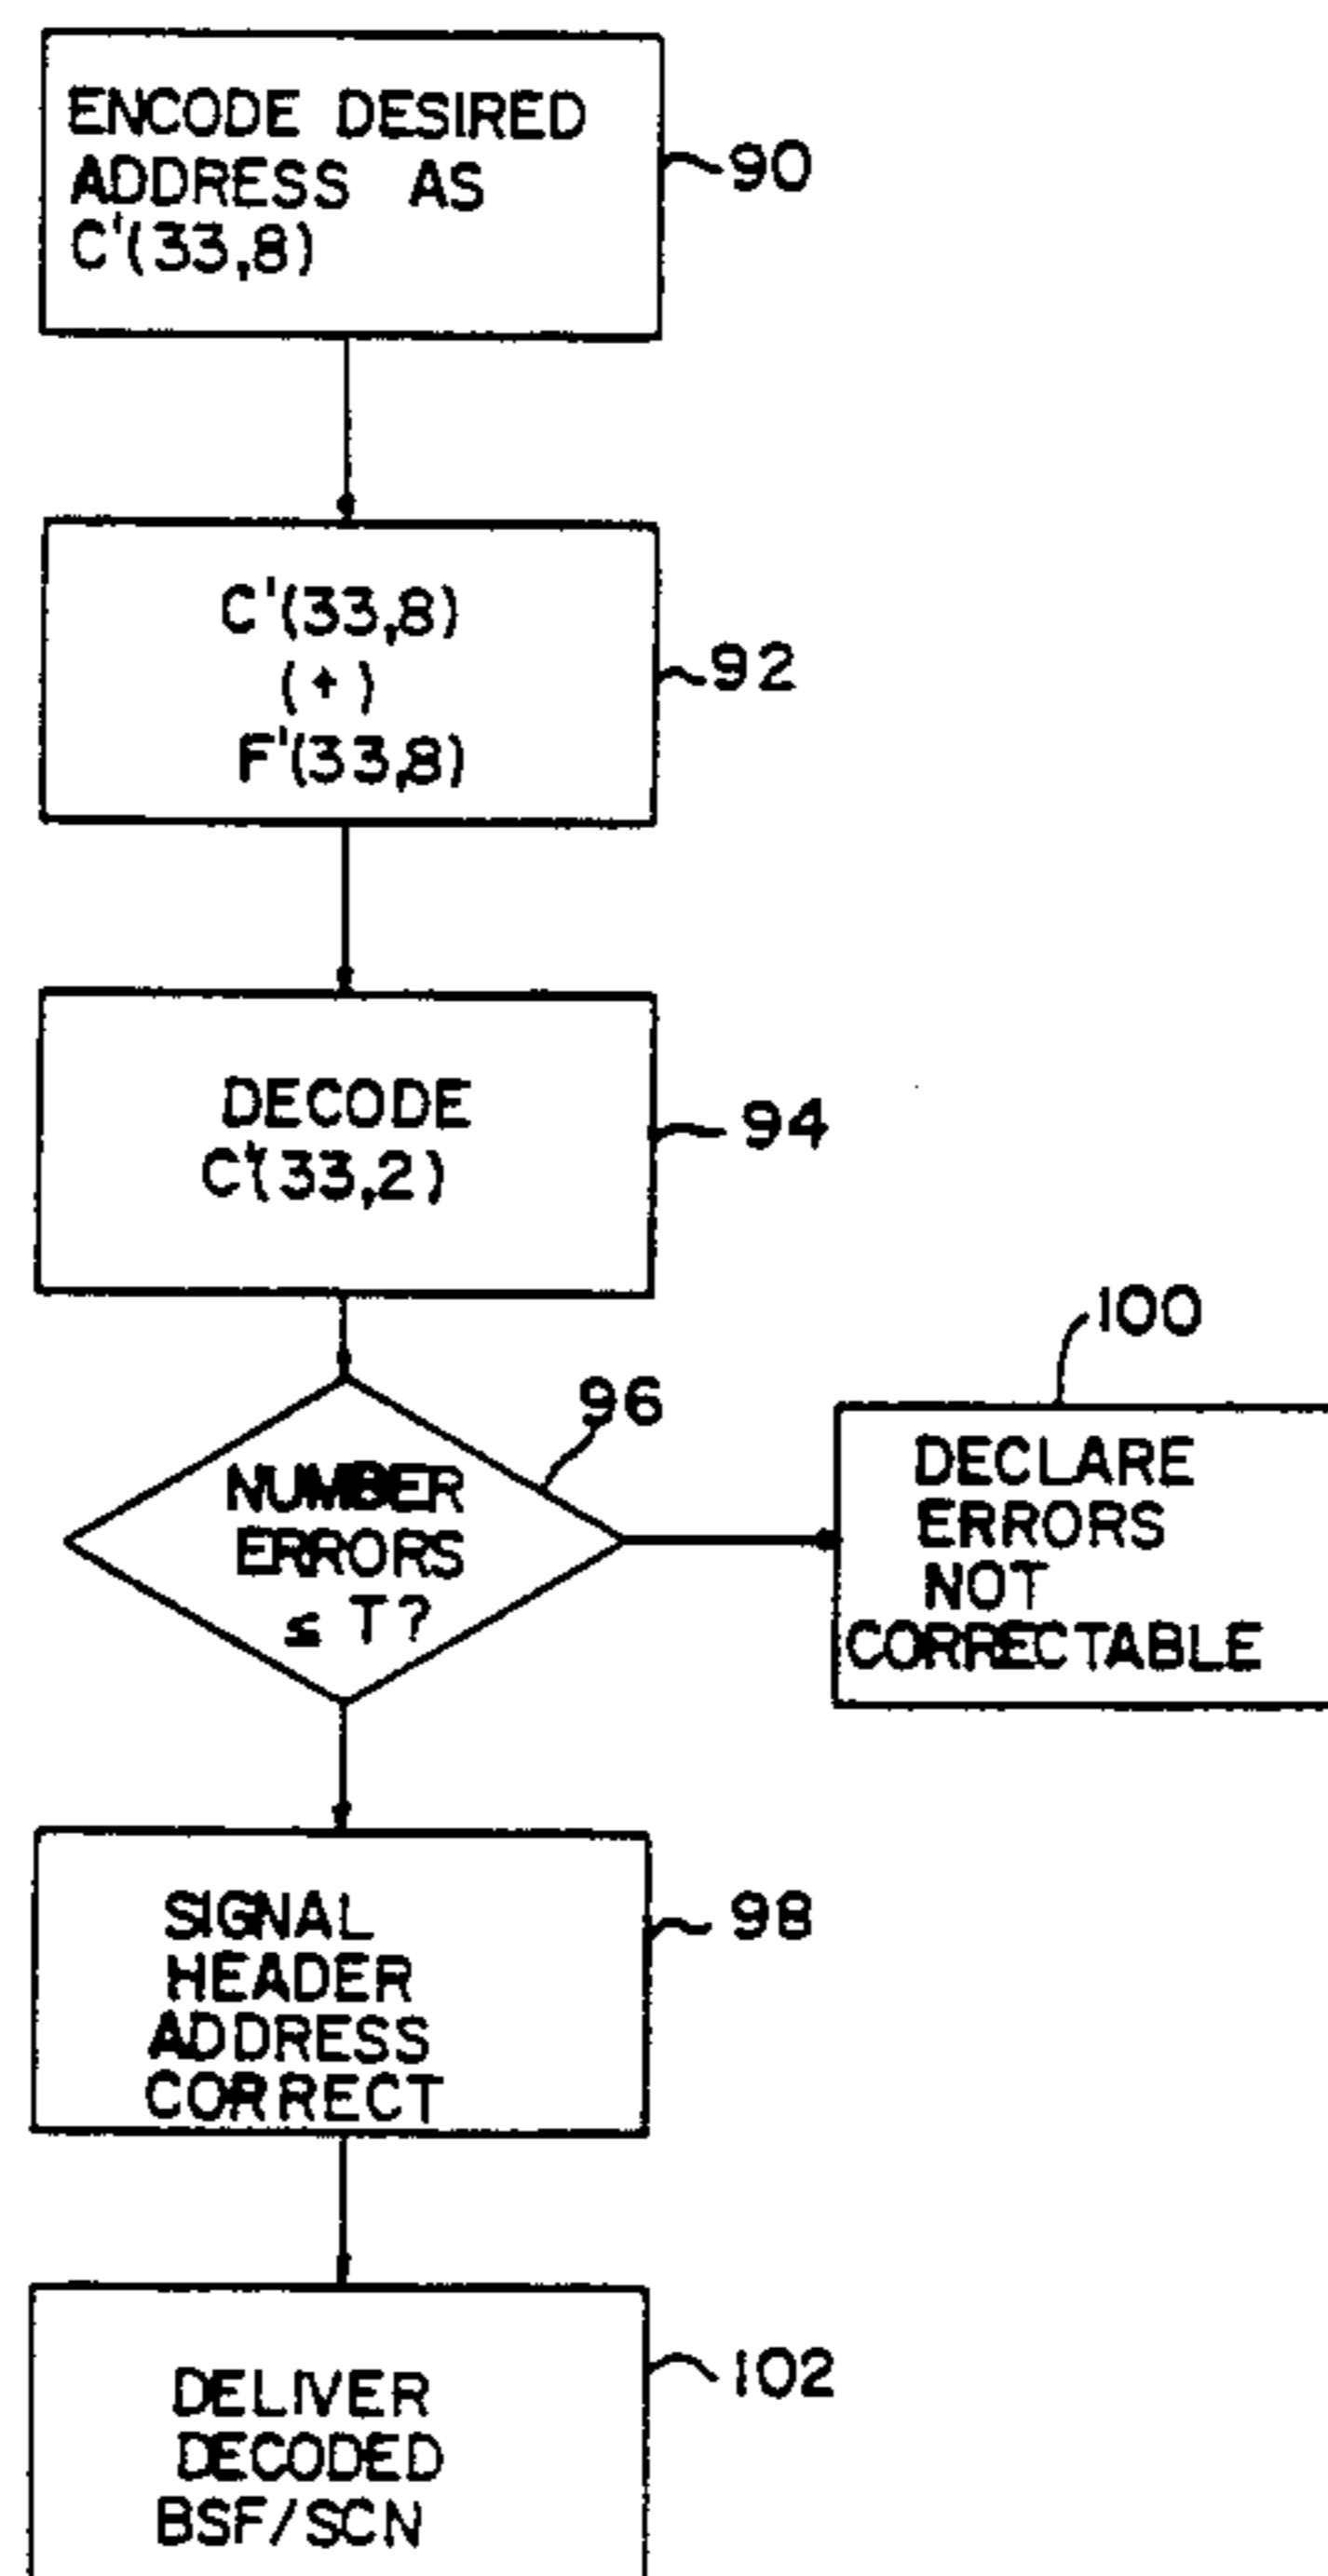 ENCODE DESIRED
ADDRESS AS
C'(33,8)
90
C'(33,8)
(+)
F'(33,8)
92
DECODE
C'(33,2)
94
NUMBER
ERRORS
≤ T?
96
100
DECLARE
ERRORS
NOT
CORRECTABLE
SIGNAL
HEADER
ADDRESS
CORRECT
98
DELIVER
DECODED
BSF/SCN
102